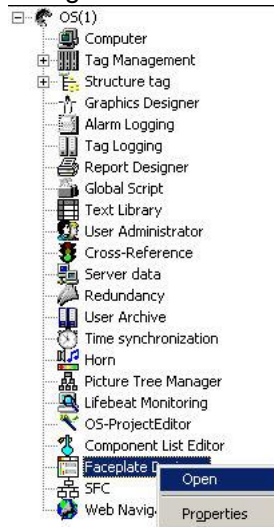 OS(1)
Computer
Tag Management
Structure tag
Graphics Designer
Alarm Logging
Tag Logging
Report Designer
Global Script
Text Library
User Administrator
Cross-Reference
Server data
Redundancy
User Archive
Time synchronization
Horn
Picture Tree Manager
Lifebeat Monitoring
OS-ProjectEditor
Component List Editor
Faceplate
Open
SFC
Web Navig
Properties